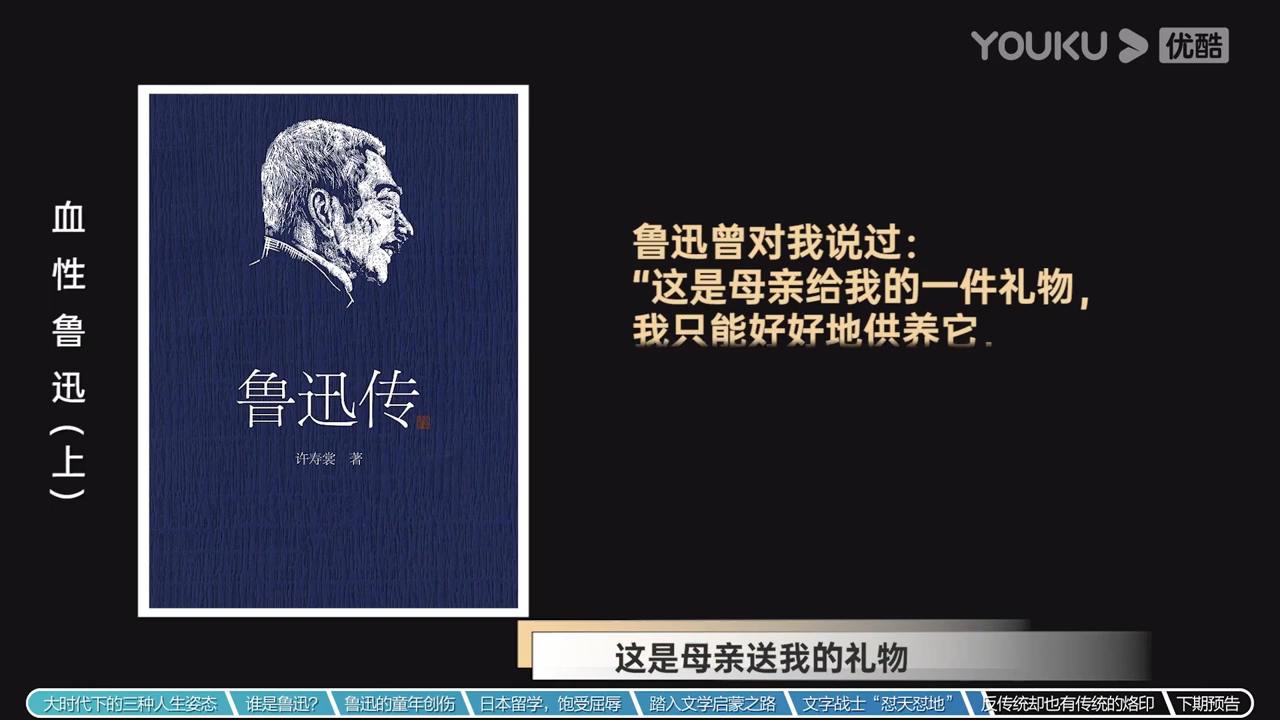 YOUKU 优酷
血性鲁迅(上)
鲁迅传
许寿裳 著
鲁迅曾对我说过：
“这是母亲给我的一件礼物，
我只能好好地供养它，
这是母亲送我的礼物
大时代下的三种人生姿态
谁是鲁迅？
鲁迅的童年创伤
日本留学，饱受屈辱
踏入文学启蒙之路
文字战士“怼天怼地”
反传统却也有传统的烙印
下期预告